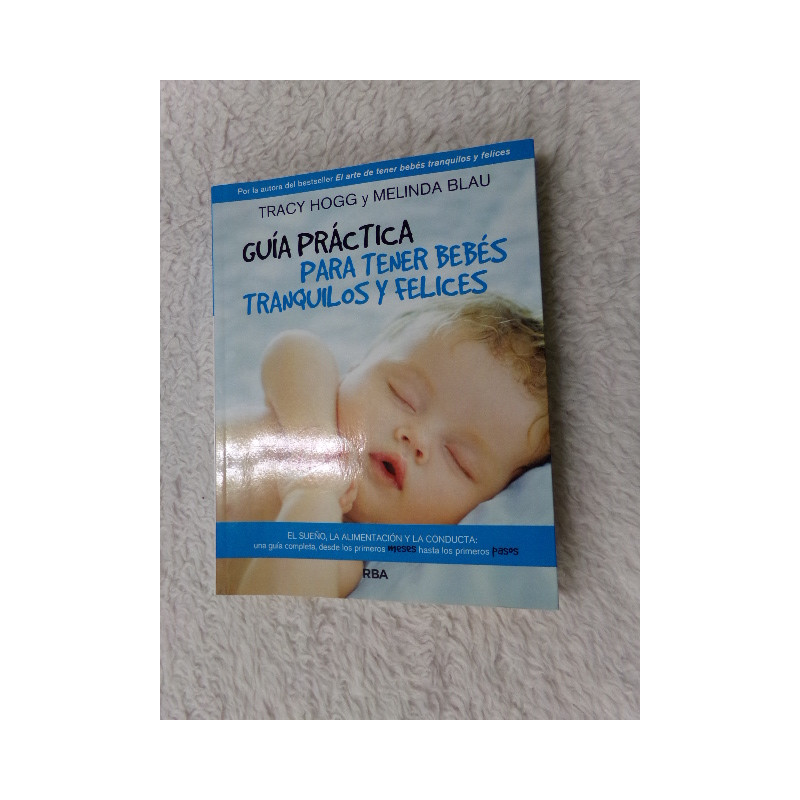 Por la autora del bestseller El arte de tener bebés tranquilos y felices
TRACY HOGG y MELINDA BLAU
GUÍA PRÁCTICA
PARA TENER BEBÉS
TRANQUILOS Y FELICES
EL SUEÑO, LA ALIMENTACIÓN Y LA CONDUCTA:
una guía completa, desde los primeros meses hasta los primeros pasos
RBA